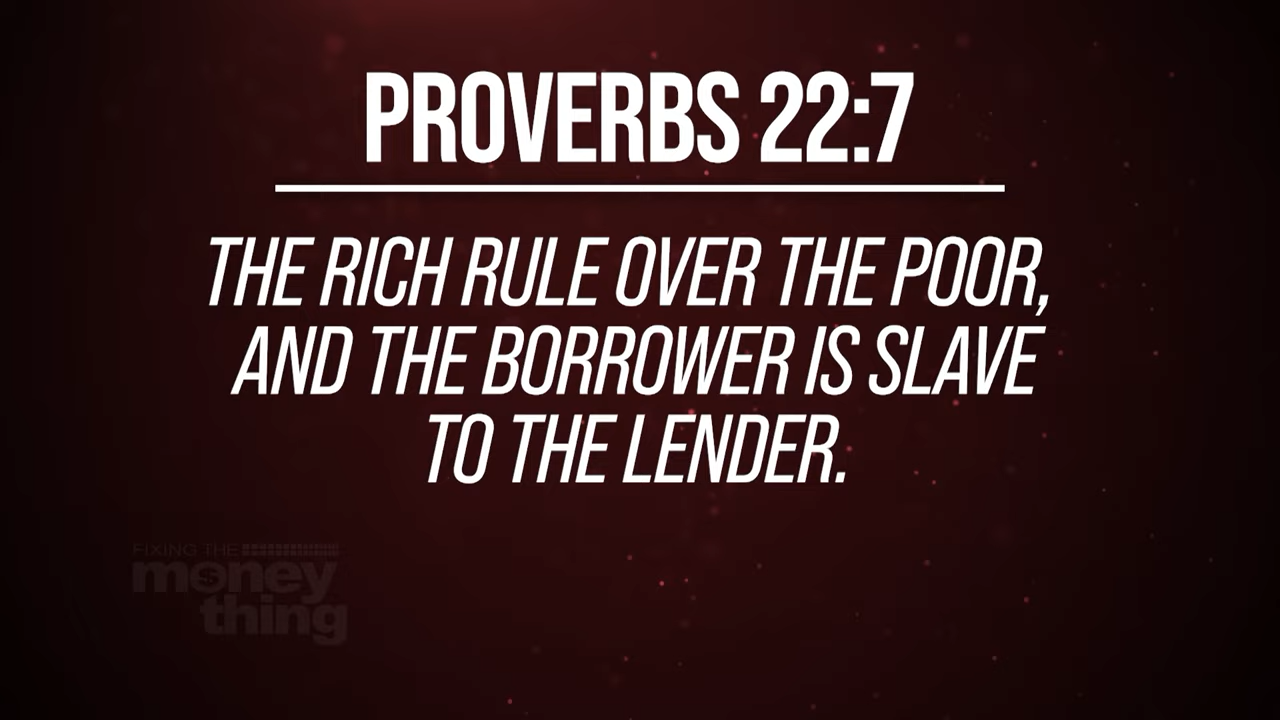 PROVERBS 22:7
THE RICH RULE OVER THE POOR,
AND THE BORROWER IS SLAVE
TO THE LENDER.
FIXING THE
money
thing